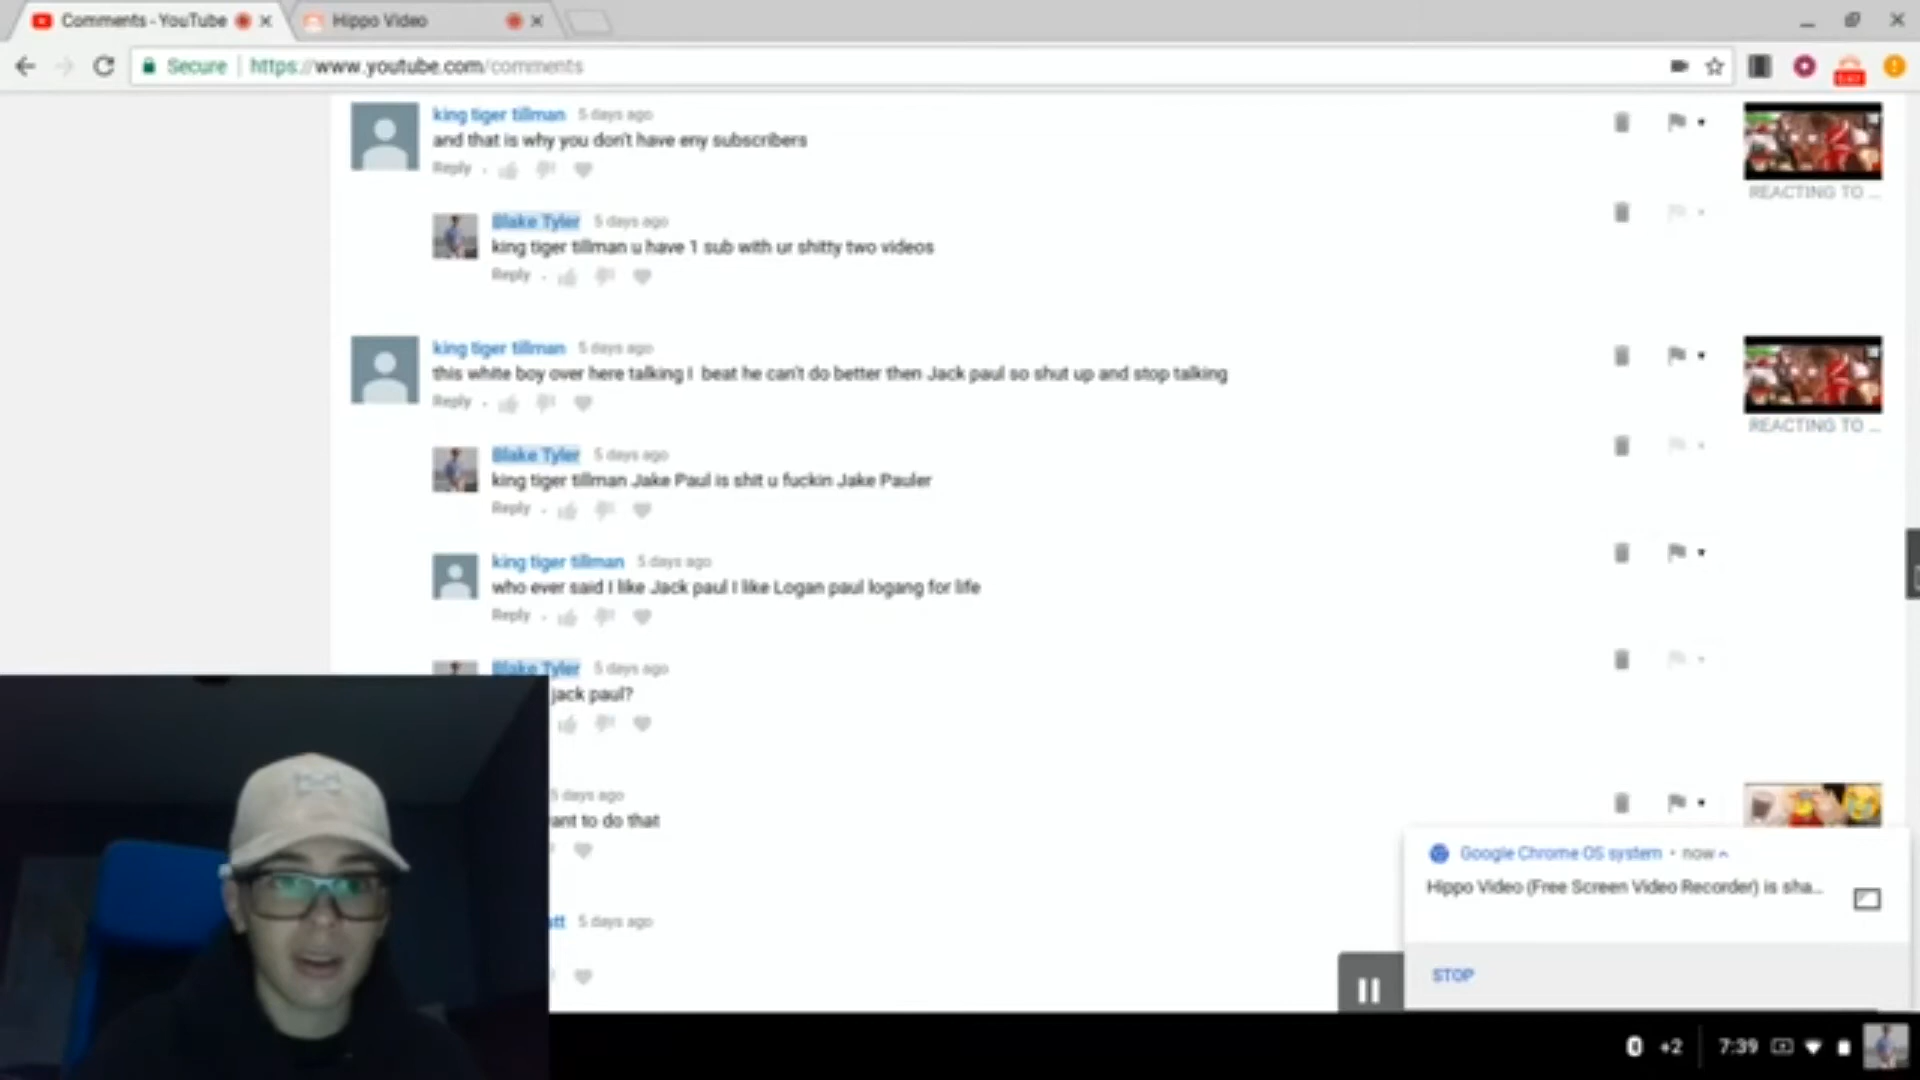 Comments - YouTube
Hippo Video
Secure
https://www.youtube.com/comments
king tiger tillman 5 days ago
and that is why you don't have eny subscribers
Reply
REACTING TO ...
Blake Tyler 5 days ago
king tiger tillman u have 1 sub with ur shitty two videos
Reply
king tiger tillman 5 days ago
this white boy over here talking I beat he can't do better then Jack paul so shut up and stop talking
Reply
REACTING TO ...
Blake Tyler 5 days ago
king tiger tillman Jake Paul is shit u fuckin Jake Pauler
Reply
king tiger tillman 5 days ago
who ever said I like Jack paul I like Logan paul logang for life
Reply
Blake Tyler 5 days ago
jack paul?
5 days ago
ant to do that
tt 5 days ago
Google Chrome OS system • now
Hippo Video (Free Screen Video Recorder) is sha...
STOP
+2
7:39